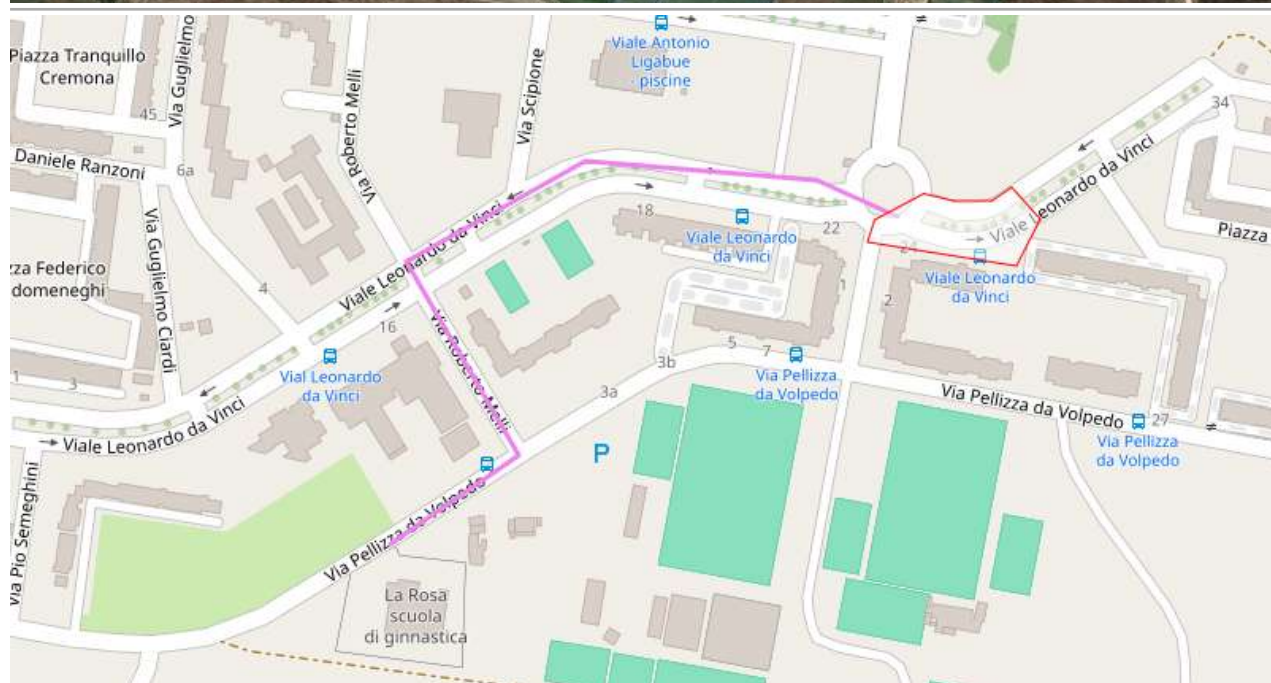 Viale Antonio
Ligabue
- piscine
Piazza Tranquillo
Cremona
Via Guglielmo
Via Roberto Melli
Via Scipione
45
34
Daniele Ranzoni
6a
Viale Leonardo da Vinci
18
22
Viale Leonardo
da Vinci
Viale Leonardo da Vinci
Viale Leonardo
da Vinci
Piazza
Via Guglielmo Ciardi
zza Federico
domeneghi
4
Viale Leonardo da Vinci
16
Via Roberto Melli
1
2
Vial Leonardo
da Vinci
1
3
5
7
3b
3a
Via Pellizza
da Volpedo
Via Pellizza da Volpedo
27
Via Pellizza
da Volpedo
Viale Leonardo da Vinci
P
Via Pio Semeghini
Via Pellizza da Volpedo
La Rosa
scuola
di ginnastica